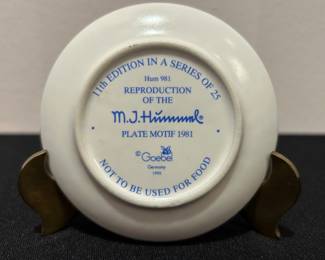 11th EDITION IN A SERIES OF 25
Hum 981
REPRODUCTION
OF THE
M.J.Hummel®
PLATE MOTIF 1981
© Goebel
Germany
NOT TO BE USED FOR FOOD